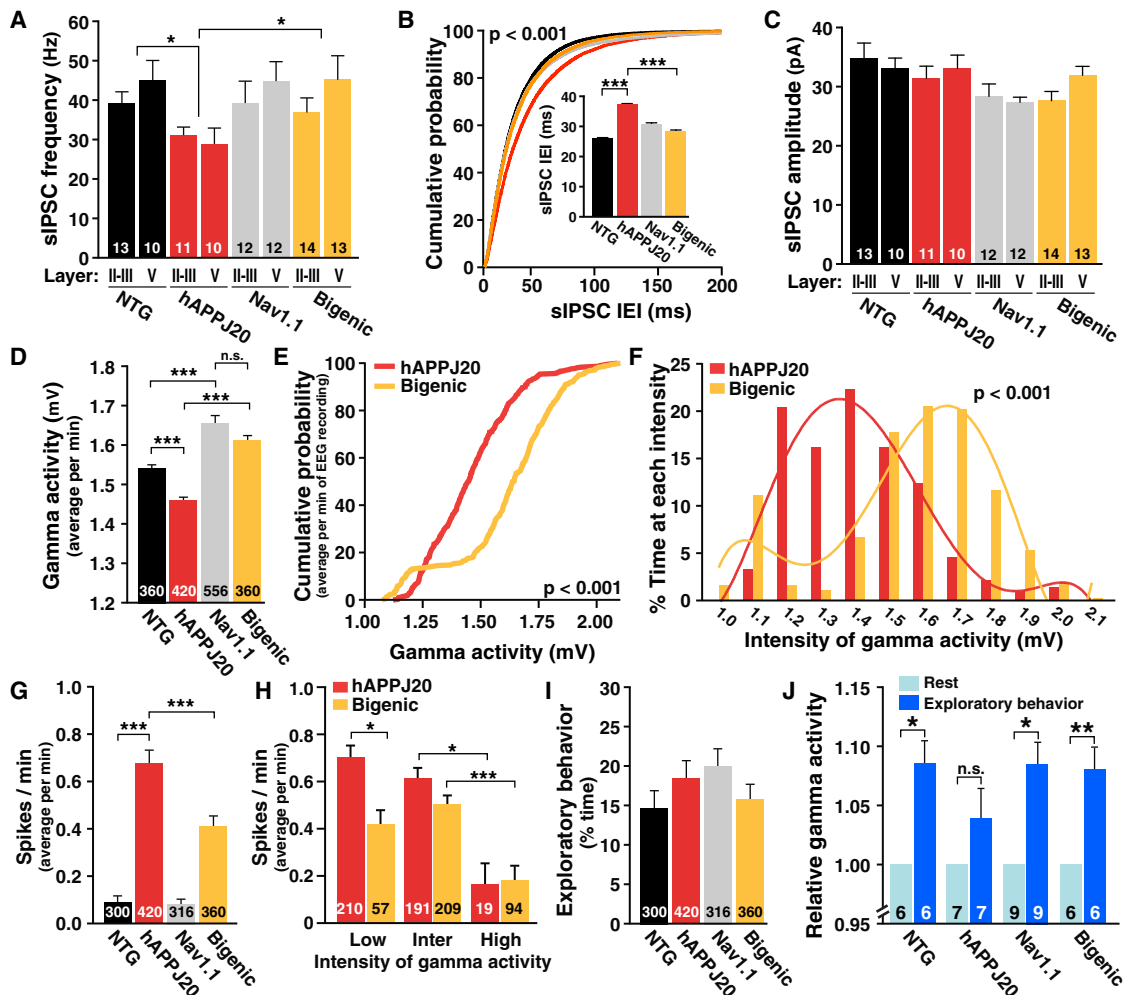 A
60
50
40
30
20
10
0
sIPSC frequency (Hz)
*
*
13 10 11 10 12 12 14 13
Layer: II-III V II-III V II-III V II-III V
NTG hAPPJ20 Nav1.1 Bigenic
B
p < 0.001
100
80
60
40
20
0
Cumulative probability
0 50 100 150 200
sIPSC IEI (ms)
***
***
40
30
20
10
0
sIPSC IEI (ms)
NTG hAPPJ20 Nav1.1 Bigenic
C
40
30
20
10
0
sIPSC amplitude (pA)
13 10 11 10 12 12 14 13
Layer: II-III V II-III V II-III V II-III V
NTG hAPPJ20 Nav1.1 Bigenic
D
1.8
1.7
1.6
1.5
1.4
1.3
1.2
Gamma activity (mV)
(average per min)
n.s.
***
***
***
360 420 556 360
NTG hAPPJ20 Nav1.1 Bigenic
E
hAPPJ20
Bigenic
100
80
60
40
20
0
Cumulative probability
(average per min of EEG recording)
p < 0.001
1.00 1.25 1.50 1.75 2.00
Gamma activity (mV)
F
hAPPJ20
Bigenic
p < 0.001
25
20
15
10
5
0
% Time at each intensity
1.0 1.1 1.2 1.3 1.4 1.5 1.6 1.7 1.8 1.9 2.0 2.1
Intensity of gamma activity (mV)
G
1.0
0.8
0.6
0.4
0.2
0.0
Spikes / min
(average per min)
***
***
300 420 316 360
NTG hAPPJ20 Nav1.1 Bigenic
H
hAPPJ20
Bigenic
1.0
0.8
0.6
0.4
0.2
0
Spikes / min
(average per min)
*
*
***
210 57 191 209 19 94
Low Inter High
Intensity of gamma activity
I
30
25
20
15
10
5
0
Exploratory behavior
(% time)
300 420 316 360
NTG hAPPJ20 Nav1.1 Bigenic
J
Rest
Exploratory behavior
1.15
1.10
1.05
1.00
0.95
Relative gamma activity
*
n.s.
*
**
6 6 7 7 9 9 6 6
NTG hAPPJ20 Nav1.1 Bigenic